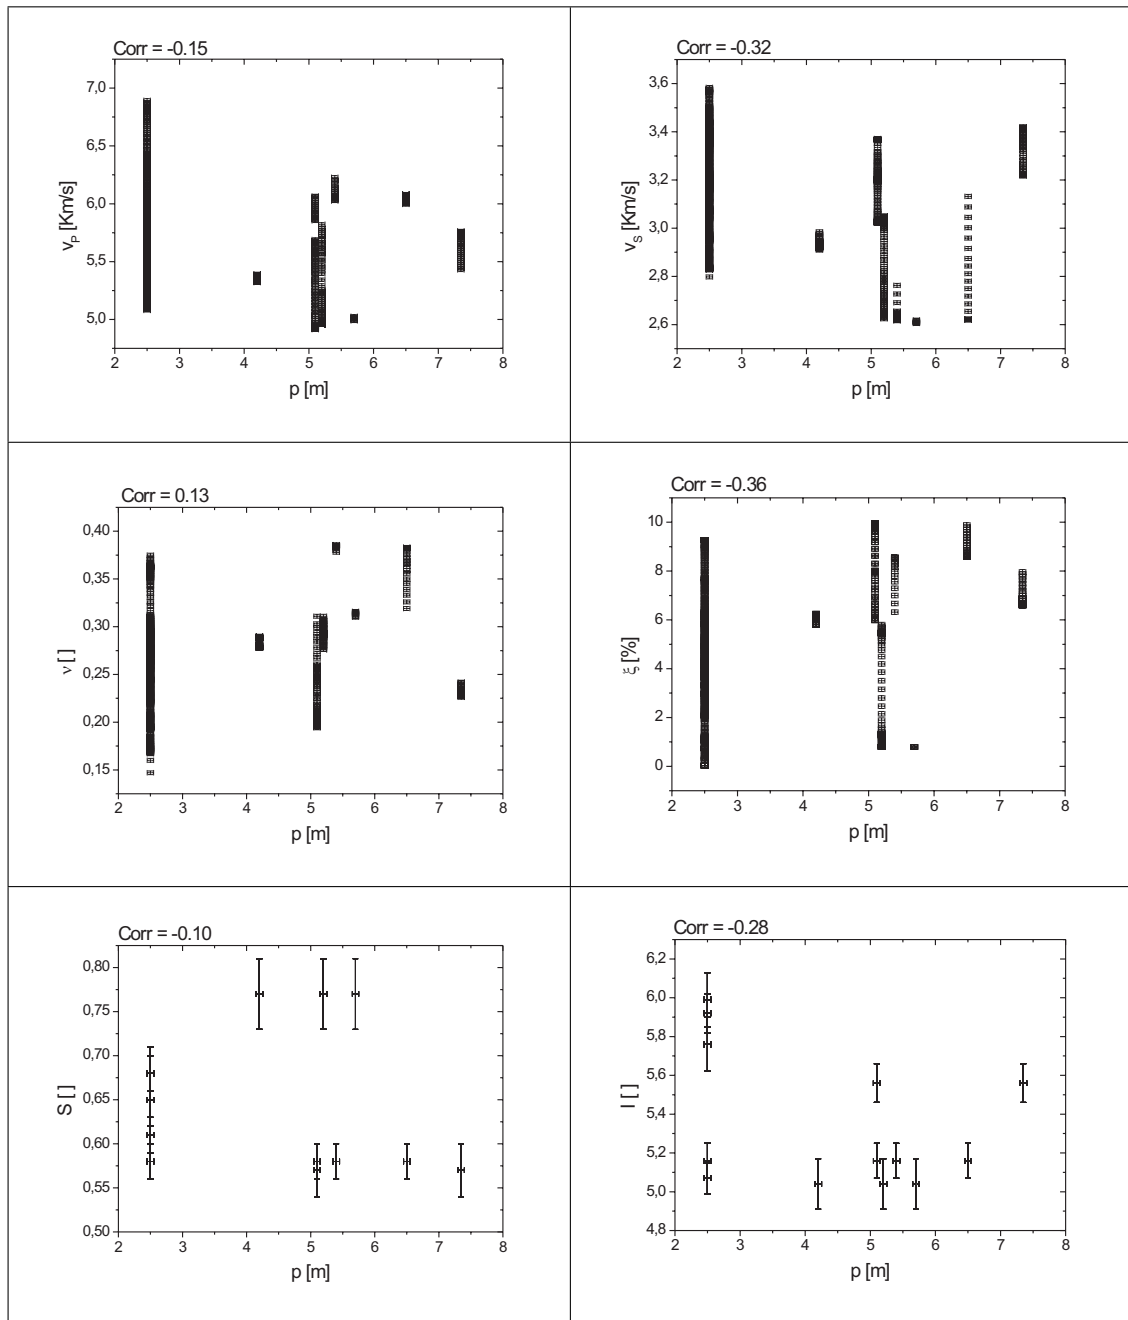 Corr = -0.15
7,0
6,5
6,0
5,5
5,0
v_P [Km/s]
2 3 4 5 6 7 8
p [m]
Corr = -0.32
3,6
3,4
3,2
3,0
2,8
2,6
v_S [Km/s]
2 3 4 5 6 7 8
p [m]
Corr = 0.13
0,40
0,35
0,30
0,25
0,20
0,15
ν [ ]
2 3 4 5 6 7 8
p [m]
Corr = -0.36
10
8
6
4
2
0
ξ [%]
2 3 4 5 6 7 8
p [m]
Corr = -0.10
0,80
0,75
0,70
0,65
0,60
0,55
0,50
S [ ]
2 3 4 5 6 7 8
p [m]
Corr = -0.28
6,2
6,0
5,8
5,6
5,4
5,2
5,0
4,8
I [ ]
2 3 4 5 6 7 8
p [m]